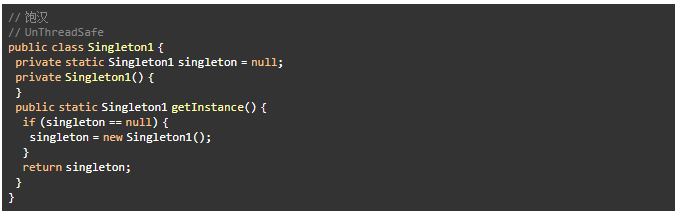 // 饱汉
// UnThreadSafe
public class Singleton1 {
 private static Singleton1 singleton = null;
 private Singleton1() {
 }
 public static Singleton1 getInstance() {
  if (singleton == null) {
   singleton = new Singleton1();
  }
  return singleton;
 }
}